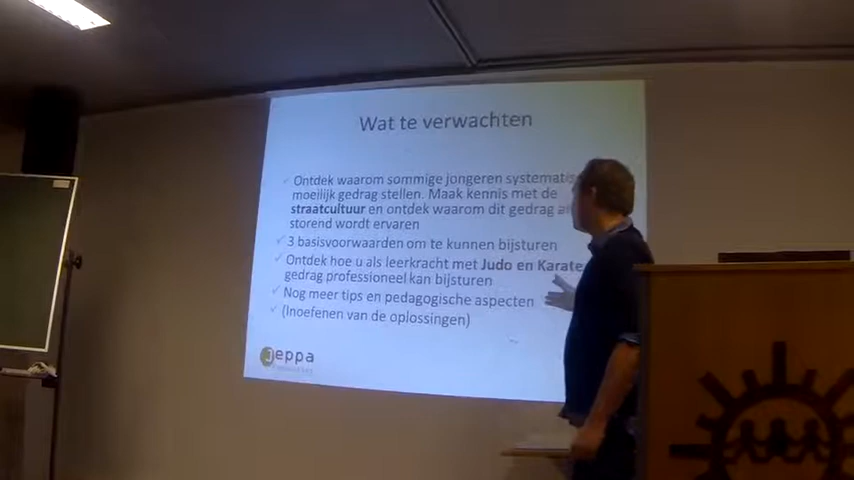 Wat te verwachten
Ontdek waarom sommige jongeren
moeilijk gedrag stellen. Maak kennis met de
straatcultuur en ontdek waarom dit gedrag
storend wordt ervaren
3 basisvoorwaarden om te kunnen bijsturen
Ontdek hoe u als leerkracht met Judo en Karate
gedrag professioneel kan bijsturen
Nog meer tips en pedagogische aspecten
(Inoefenen van de oplossingen)
Jeppa